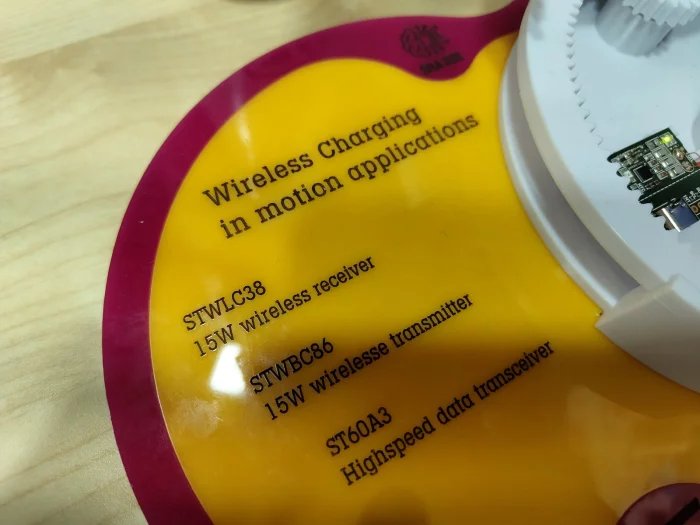 Wireless Charging
in motion applications
STWLC38
15W wireless receiver
STWBC86
15W wirelesse transmitter
ST60A3
Highspeed data transceiver